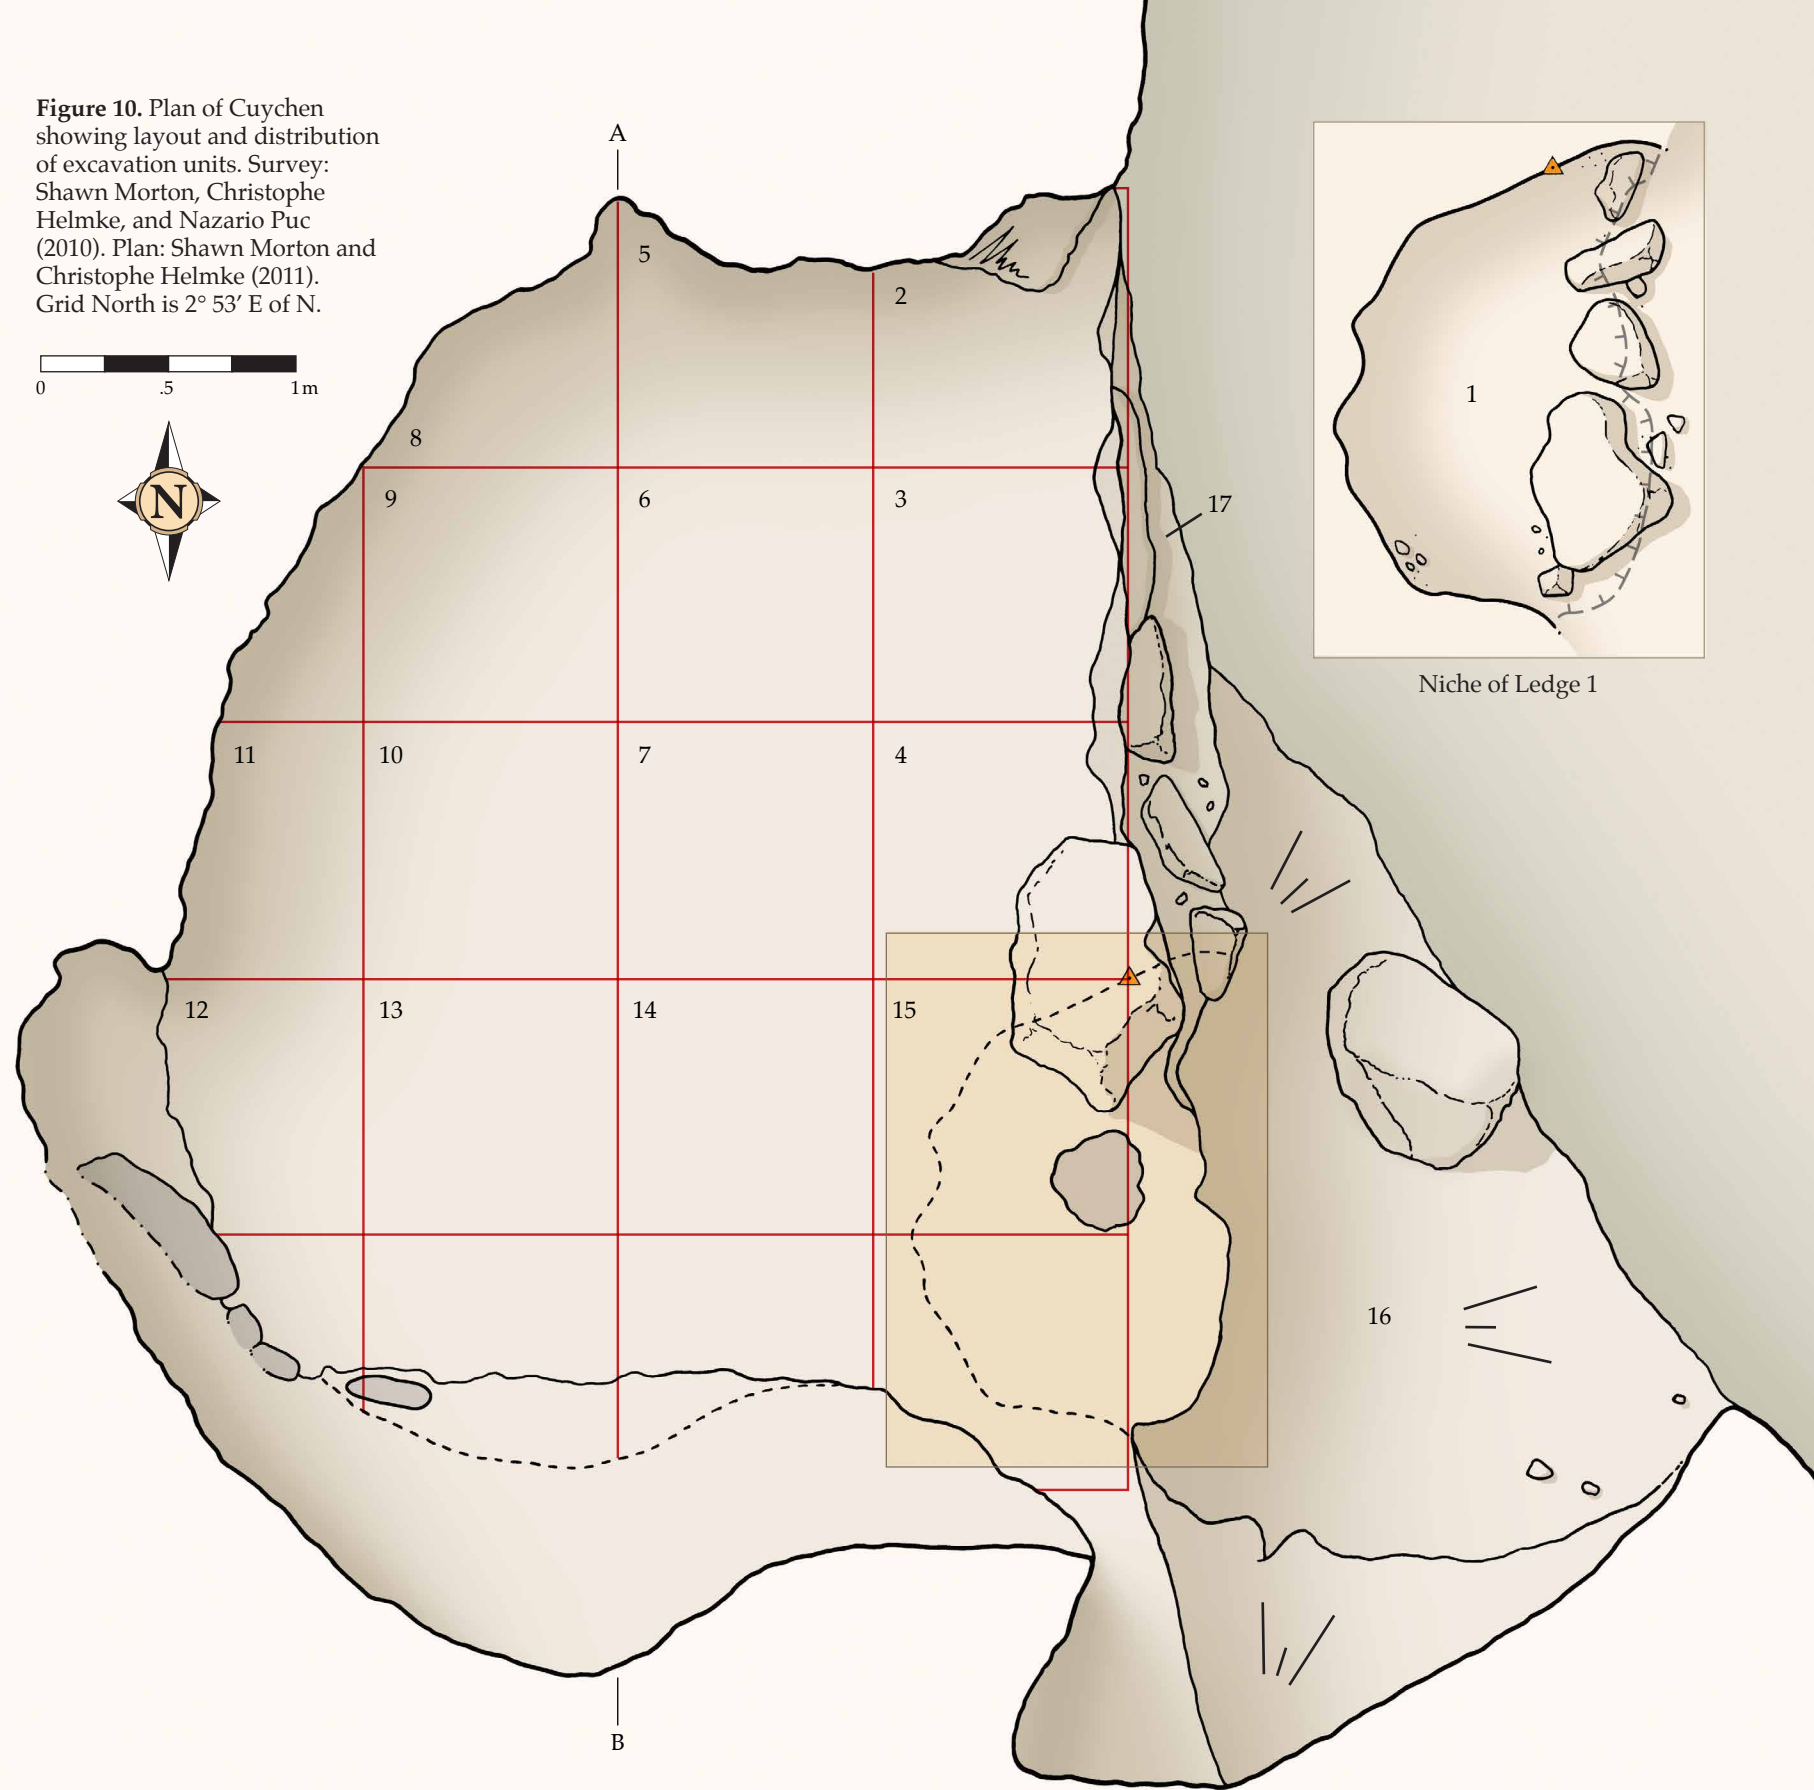 Figure 10. Plan of Cuychen
showing layout and distribution
of excavation units. Survey:
Shawn Morton, Christophe
Helmke, and Nazario Puc
(2010). Plan: Shawn Morton and
Christophe Helmke (2011).
Grid North is 2° 53′ E of N.
0 .5 1 m
N
A
5
2
8
9
6
3
17
1
Niche of Ledge 1
11
10
7
4
12
13
14
15
16
B